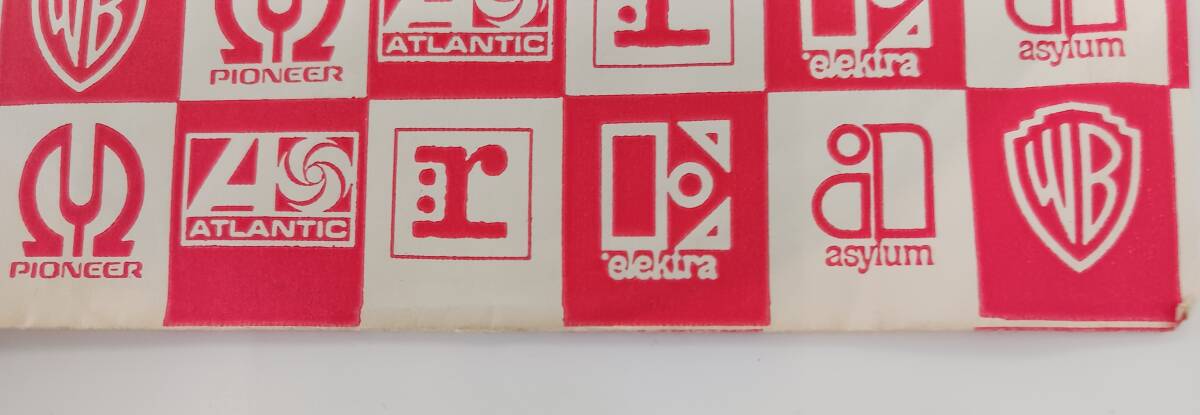 WB
PIONEER
ATLANTIC
r
elektra
asylum
PIONEER
ATLANTIC
:r
elektra
asylum
WB